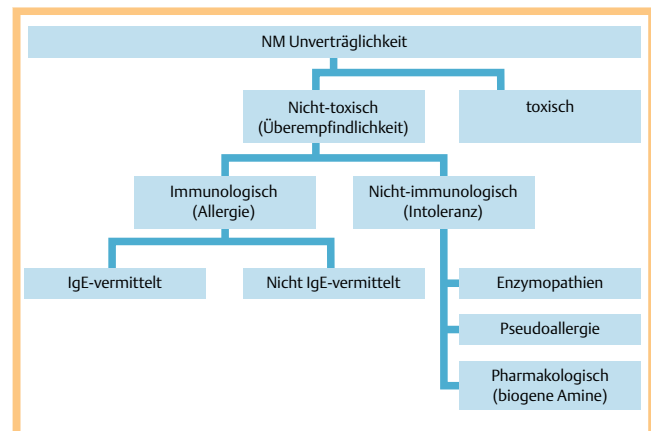 NM Unverträglichkeit
Nicht-toxisch
(Überempfindlichkeit)
toxisch
Immunologisch
(Allergie)
Nicht-immunologisch
(Intoleranz)
IgE-vermittelt
Nicht IgE-vermittelt
Enzymopathien
Pseudoallergie
Pharmakologisch
(biogene Amine)